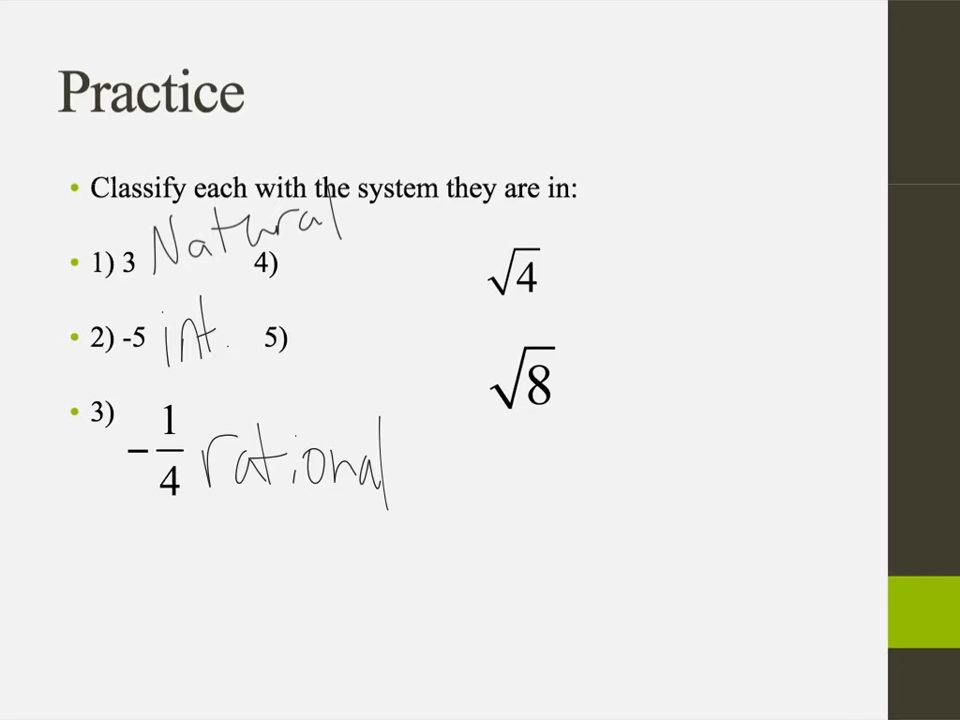 Practice
• Classify each with the system they are in:
• 1) 3 Natural 4) √4
• 2) -5 int. 5) √8
• 3) -1/4 rational